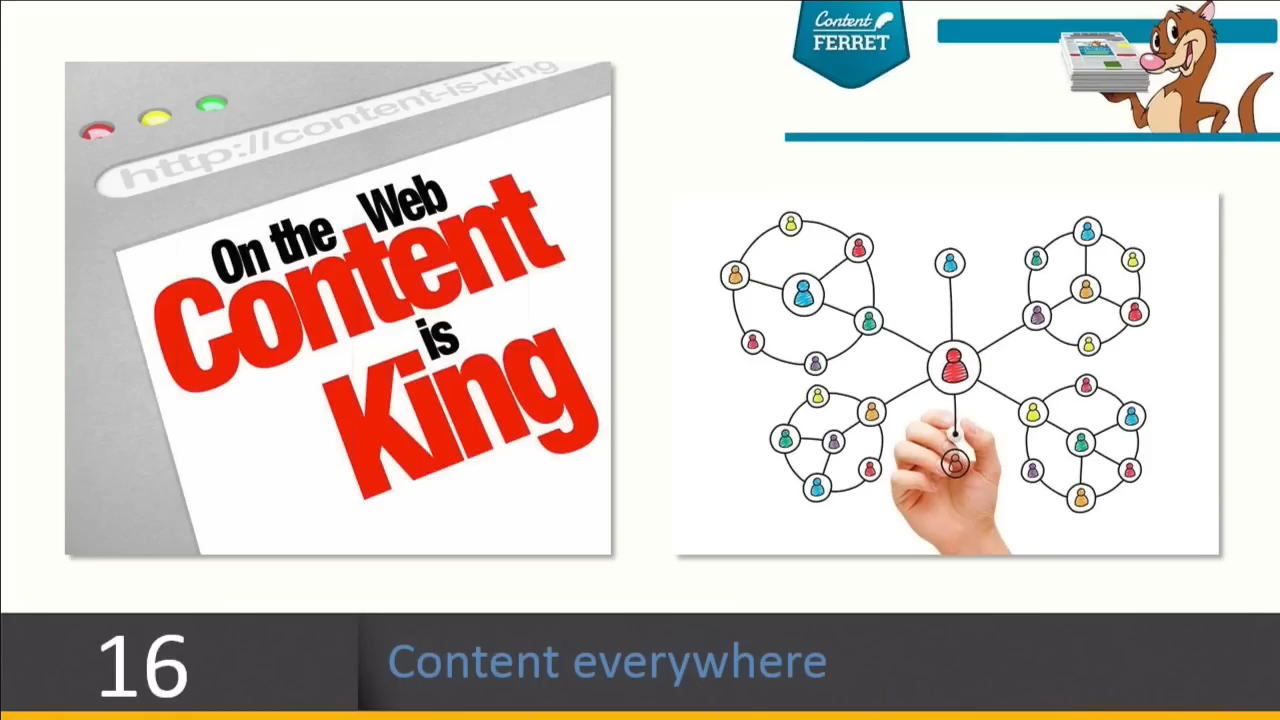 Content
FERRET
http://content-is-king
On the Web
Content
is
King
16
Content everywhere